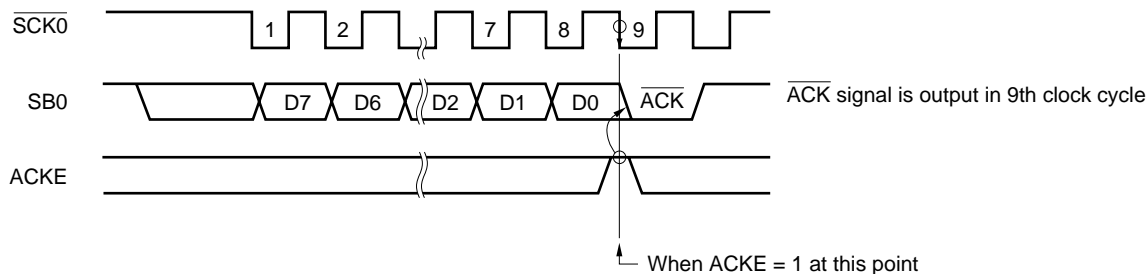 SCK0 1 2 7 8 9
SB0 D7 D6 D2 D1 D0 ACK ACK signal is output in 9th clock cycle
ACKE
When ACKE = 1 at this point